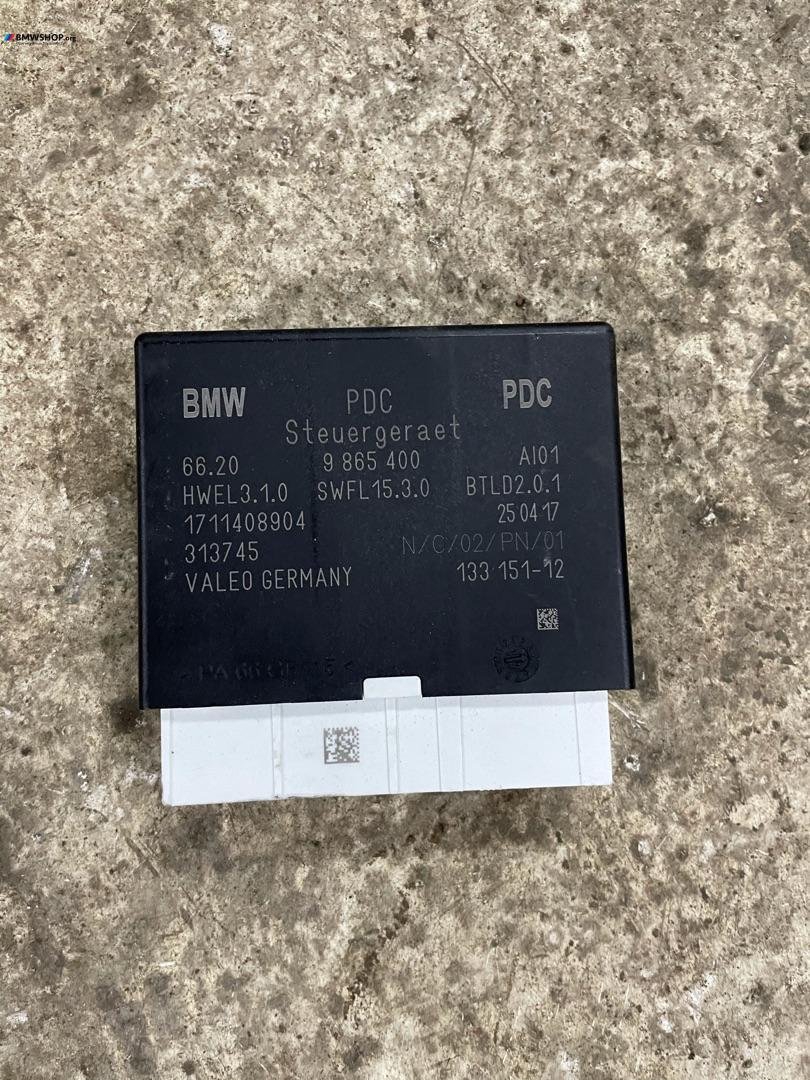 BMWSHOP.org
BMW PDC PDC
Steuergeraet
66.20 9 865 400 AI01
HWEL3.1.0 SWFL15.3.0 BTLD2.0.1
1711408904 25 04 17
313745 N/C/02/PN/01
VALEO GERMANY 133 151-12